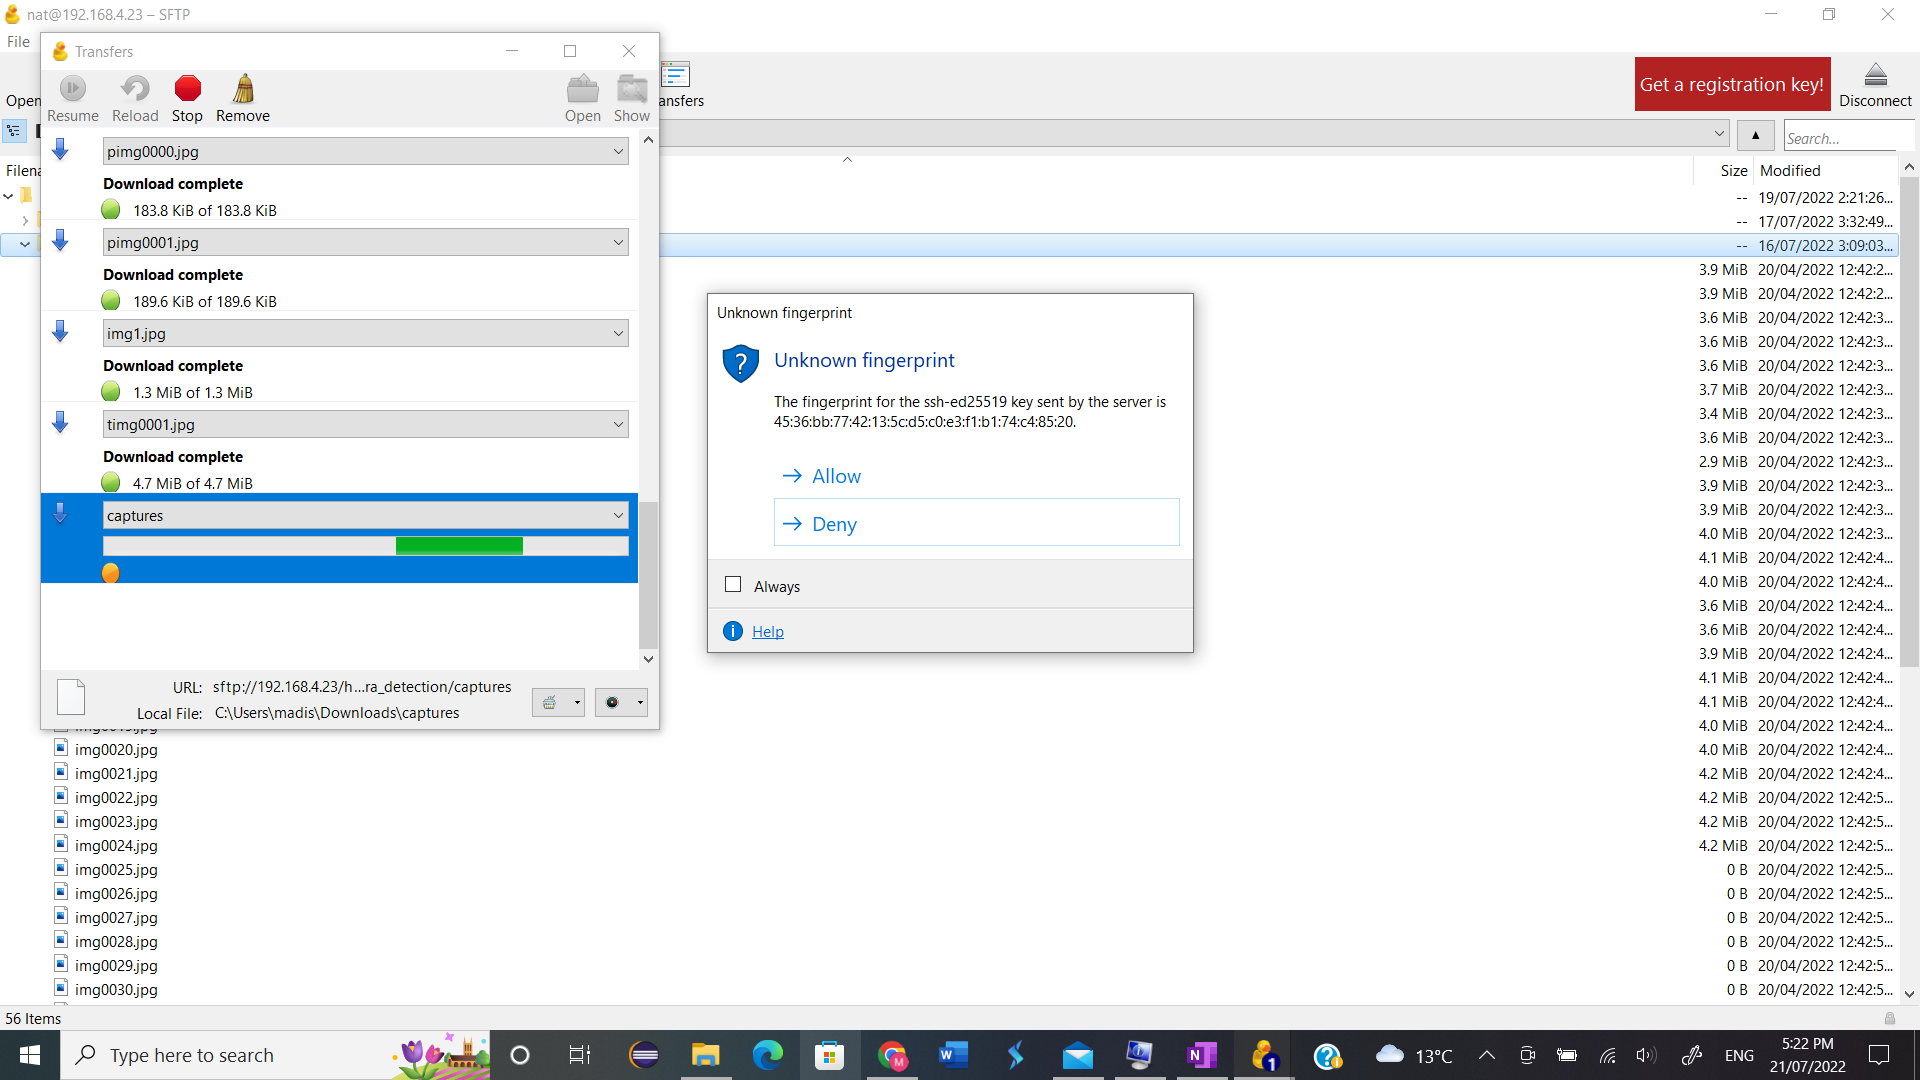 nat@192.168.4.23 – SFTP
File
Transfers
Resume
Reload
Stop
Remove
Open
Show
Open
Get a registration key!
Disconnect
Search...
pimg0000.jpg
Download complete
183.8 KiB of 183.8 KiB
pimg0001.jpg
Download complete
189.6 KiB of 189.6 KiB
img1.jpg
Download complete
1.3 MiB of 1.3 MiB
timg0001.jpg
Download complete
4.7 MiB of 4.7 MiB
captures
URL: sftp://192.168.4.23/h...ra_detection/captures
Local File: C:\Users\madis\Downloads\captures
Size Modified
-- 19/07/2022 2:21:26...
-- 17/07/2022 3:32:49...
-- 16/07/2022 3:09:03...
3.9 MiB 20/04/2022 12:42:2...
3.9 MiB 20/04/2022 12:42:2...
3.6 MiB 20/04/2022 12:42:3...
3.6 MiB 20/04/2022 12:42:3...
3.6 MiB 20/04/2022 12:42:3...
3.7 MiB 20/04/2022 12:42:3...
3.4 MiB 20/04/2022 12:42:3...
3.6 MiB 20/04/2022 12:42:3...
2.9 MiB 20/04/2022 12:42:3...
3.9 MiB 20/04/2022 12:42:3...
3.9 MiB 20/04/2022 12:42:3...
4.0 MiB 20/04/2022 12:42:3...
4.1 MiB 20/04/2022 12:42:4...
4.0 MiB 20/04/2022 12:42:4...
3.6 MiB 20/04/2022 12:42:4...
3.6 MiB 20/04/2022 12:42:4...
3.9 MiB 20/04/2022 12:42:4...
4.1 MiB 20/04/2022 12:42:4...
4.1 MiB 20/04/2022 12:42:4...
4.0 MiB 20/04/2022 12:42:4...
img0020.jpg 4.0 MiB 20/04/2022 12:42:4...
img0021.jpg 4.2 MiB 20/04/2022 12:42:4...
img0022.jpg 4.2 MiB 20/04/2022 12:42:5...
img0023.jpg 4.2 MiB 20/04/2022 12:42:5...
img0024.jpg 4.2 MiB 20/04/2022 12:42:5...
img0025.jpg 0 B 20/04/2022 12:42:5...
img0026.jpg 0 B 20/04/2022 12:42:5...
img0027.jpg 0 B 20/04/2022 12:42:5...
img0028.jpg 0 B 20/04/2022 12:42:5...
img0029.jpg 0 B 20/04/2022 12:42:5...
img0030.jpg 0 B 20/04/2022 12:42:5...
Unknown fingerprint
Unknown fingerprint
The fingerprint for the ssh-ed25519 key sent by the server is
45:36:bb:77:42:13:5c:d5:c0:e3:f1:b1:74:c4:85:20.
Allow
Deny
Always
Help
56 Items
Type here to search
13°C
ENG
5:22 PM
21/07/2022